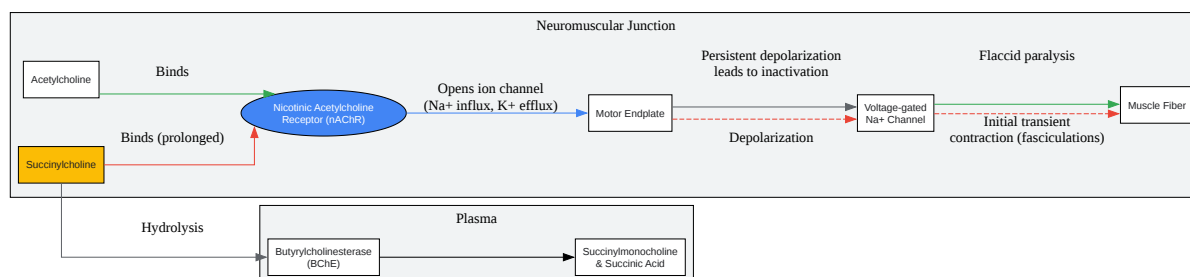 Neuromuscular Junction
Acetylcholine
Binds
Nicotinic Acetylcholine
Receptor (nAChR)
Opens ion channel
(Na+ influx, K+ efflux)
Motor Endplate
Persistent depolarization
leads to inactivation
Depolarization
Voltage-gated
Na+ Channel
Flaccid paralysis
Initial transient
contraction (fasciculations)
Muscle Fiber
Binds (prolonged)
Succinylcholine
Hydrolysis
Plasma
Butyrylcholinesterase
(BChE)
Succinylmonocholine
& Succinic Acid